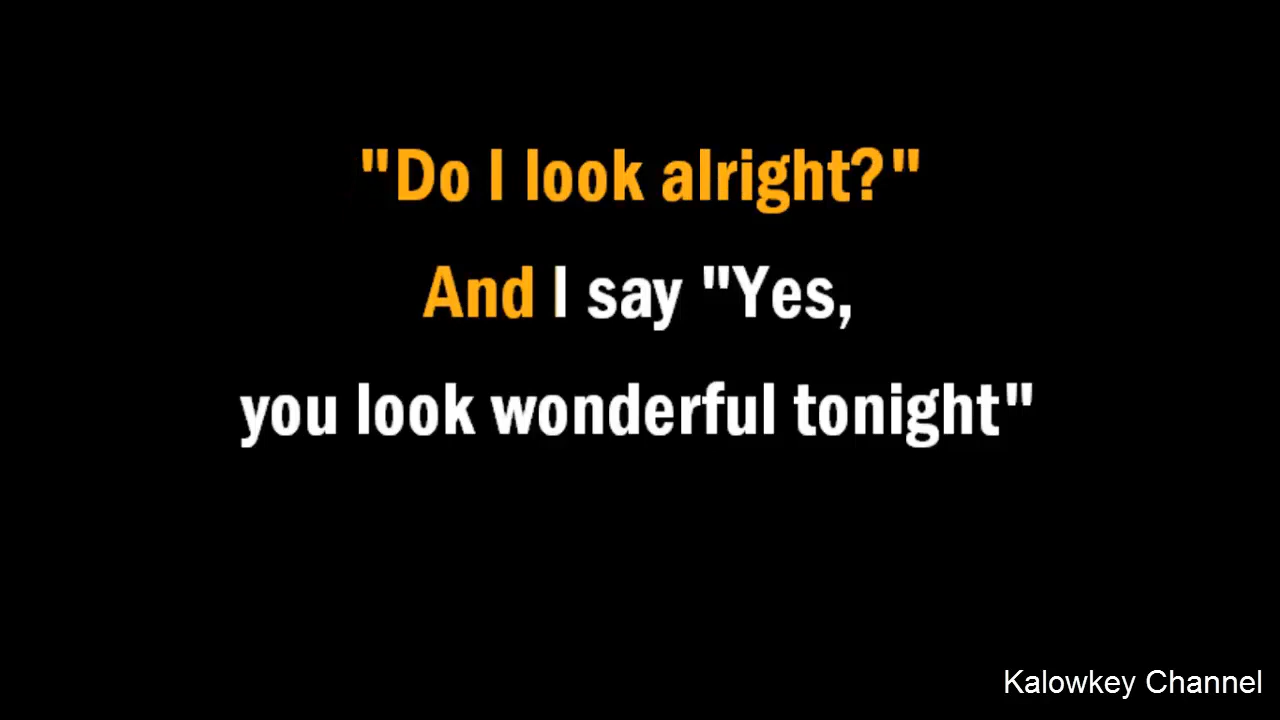 "Do I look alright?"
And I say "Yes,
you look wonderful tonight"
Kalowkey Channel